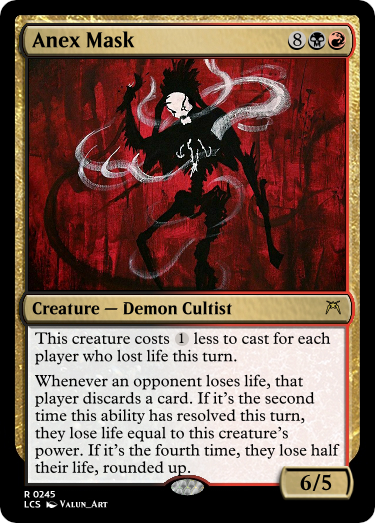 Anex Mask 8
Creature — Demon Cultist
This creature costs 1 less to cast for each
player who lost life this turn.
Whenever an opponent loses life, that
player discards a card. If it's the second
time this ability has resolved this turn,
they lose life equal to this creature's
power. If it's the fourth time, they lose half
their life, rounded up.
6/5
R 0245
LCS VALUN_ART